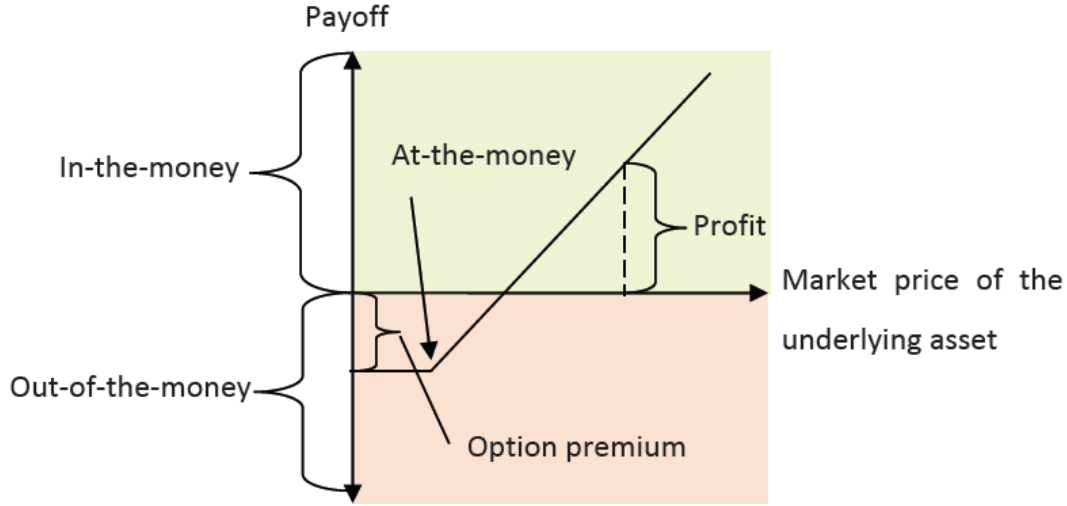 Payoff
At-the-money
In-the-money
Profit
Market price of the
underlying asset
Out-of-the-money
Option premium